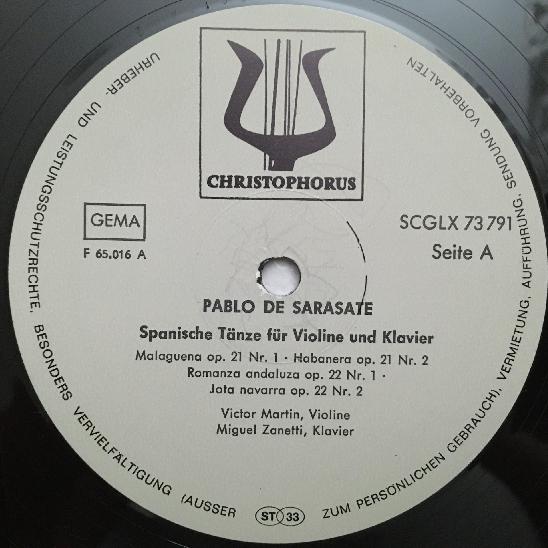 CHRISTOPHORUS
GEMA
F 65.016 A
SCGLX 73 791
Seite A
PABLO DE SARASATE
Spanische Tänze für Violine und Klavier
Malaguena op. 21 Nr. 1 · Habanera op. 21 Nr. 2
Romanza andaluza op. 22 Nr. 1 ·
Jota navarra op. 22 Nr. 2
Victor Martin, Violine
Miguel Zanetti, Klavier
ST 33
URHEBER- UND LEISTUNGSSCHUTZRECHTE, BESONDERS VERVIELFÄLTIGUNG (AUSSER ZUM PERSÖNLICHEN GEBRAUCH), VERMIETUNG, AUFFÜHRUNG, SENDUNG VORBEHALTEN